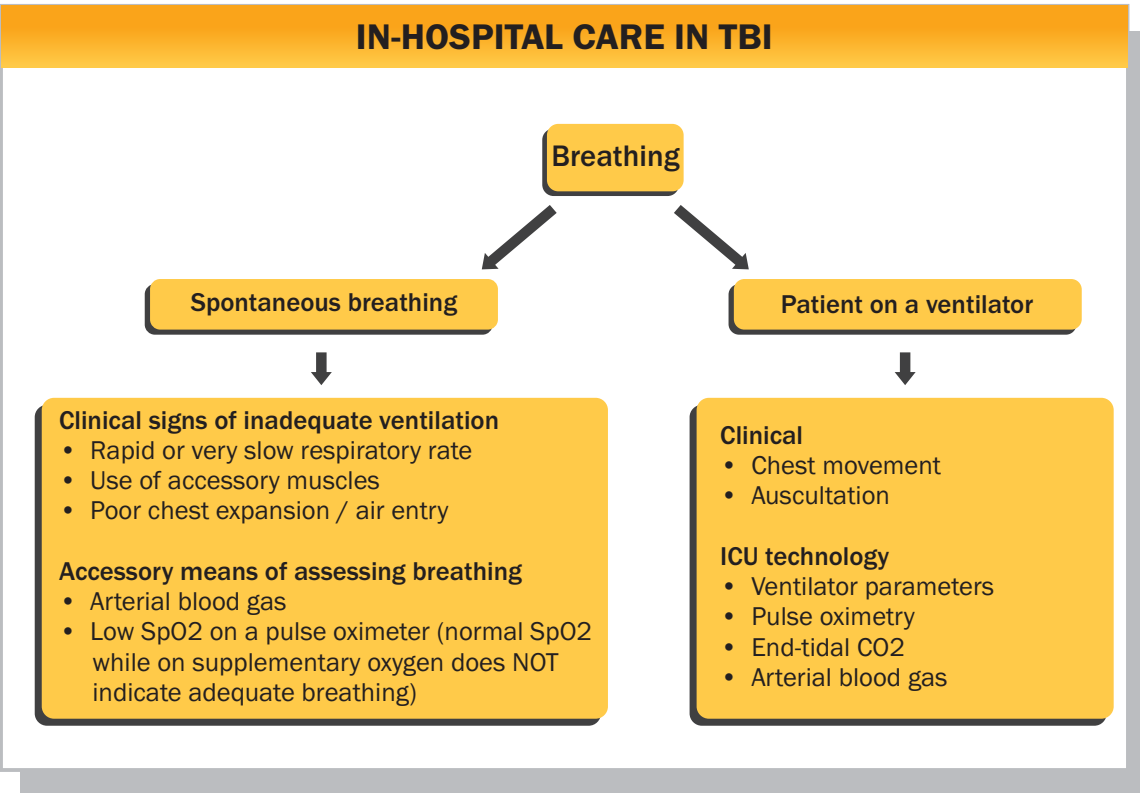 IN-HOSPITAL CARE IN TBI
Breathing
Spontaneous breathing
Patient on a ventilator
Clinical signs of inadequate ventilation
• Rapid or very slow respiratory rate
• Use of accessory muscles
• Poor chest expansion / air entry
Accessory means of assessing breathing
• Arterial blood gas
• Low SpO2 on a pulse oximeter (normal SpO2
while on supplementary oxygen does NOT
indicate adequate breathing)
Clinical
• Chest movement
• Auscultation
ICU technology
• Ventilator parameters
• Pulse oximetry
• End-tidal CO2
• Arterial blood gas